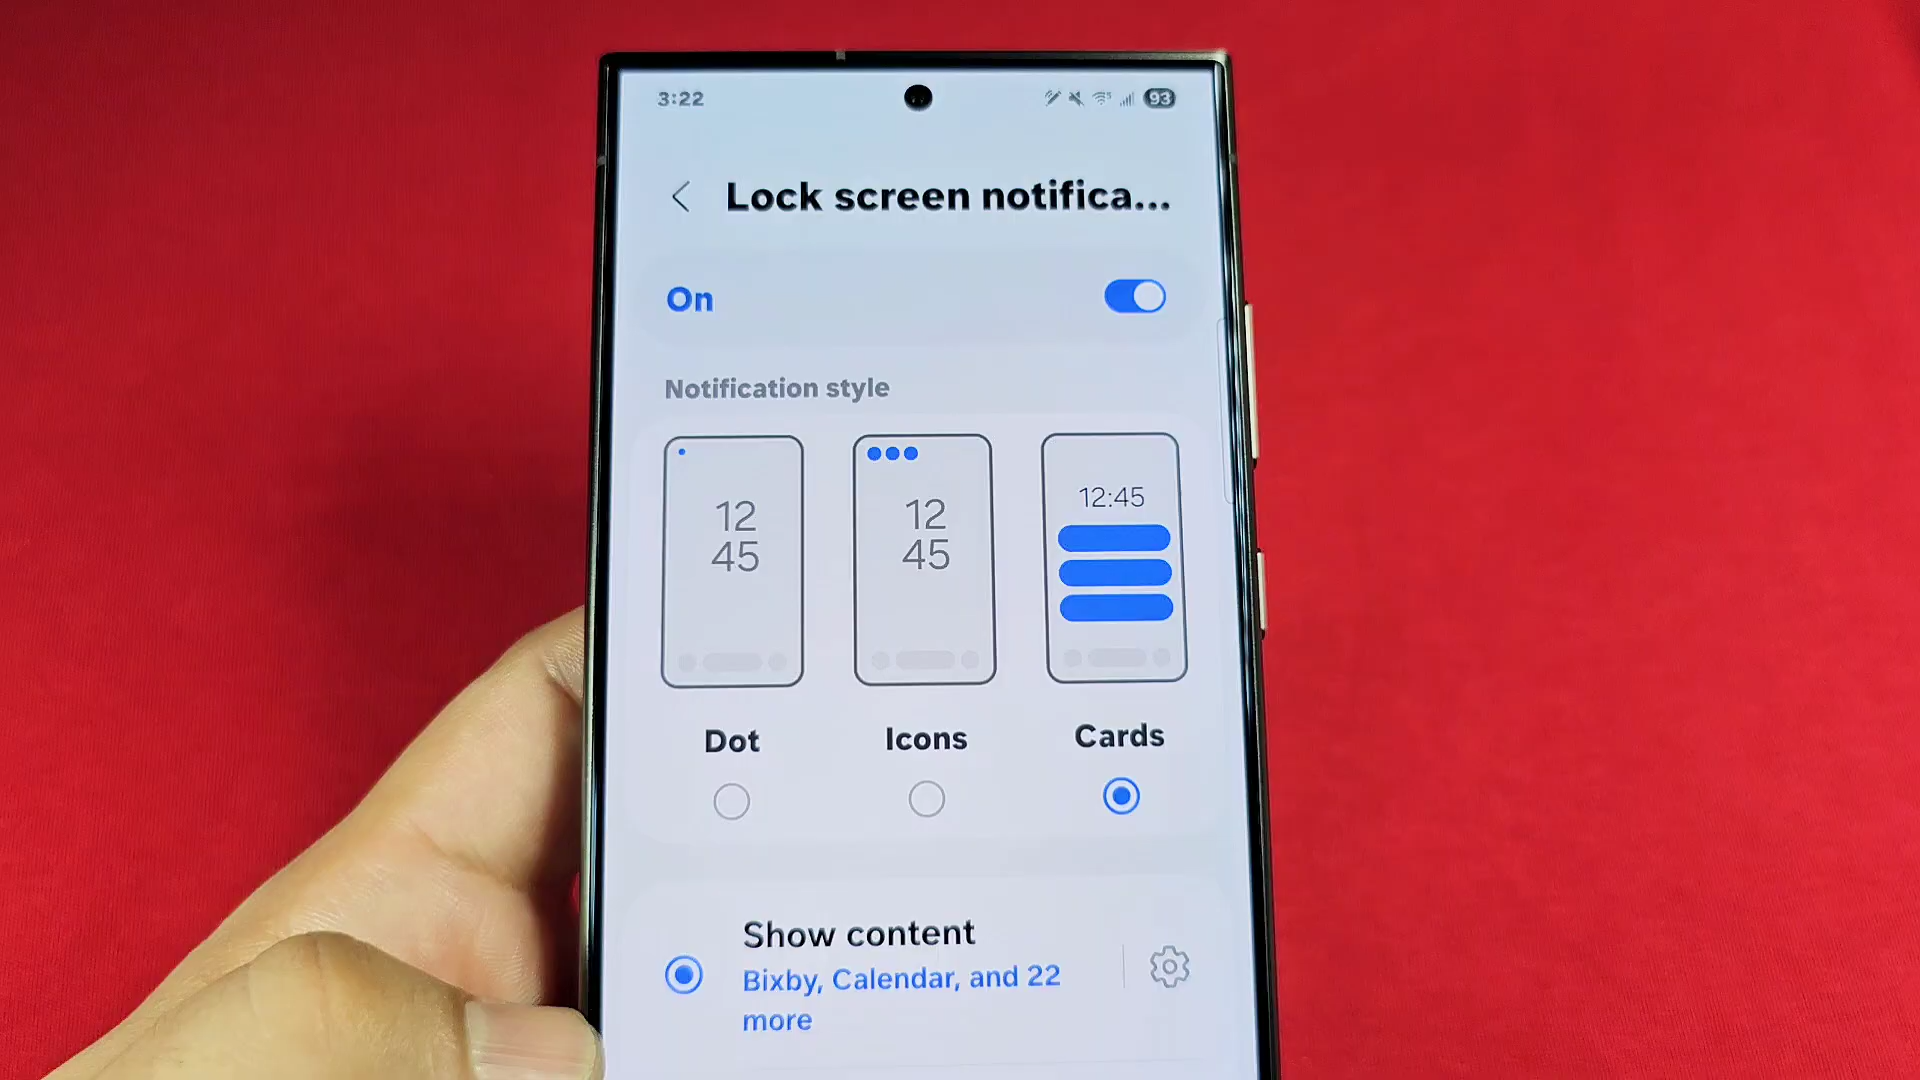 3:22
93
Lock screen notifica...
On
Notification style
12
45
12
45
12:45
Dot
Icons
Cards
Show content
Bixby, Calendar, and 22
more